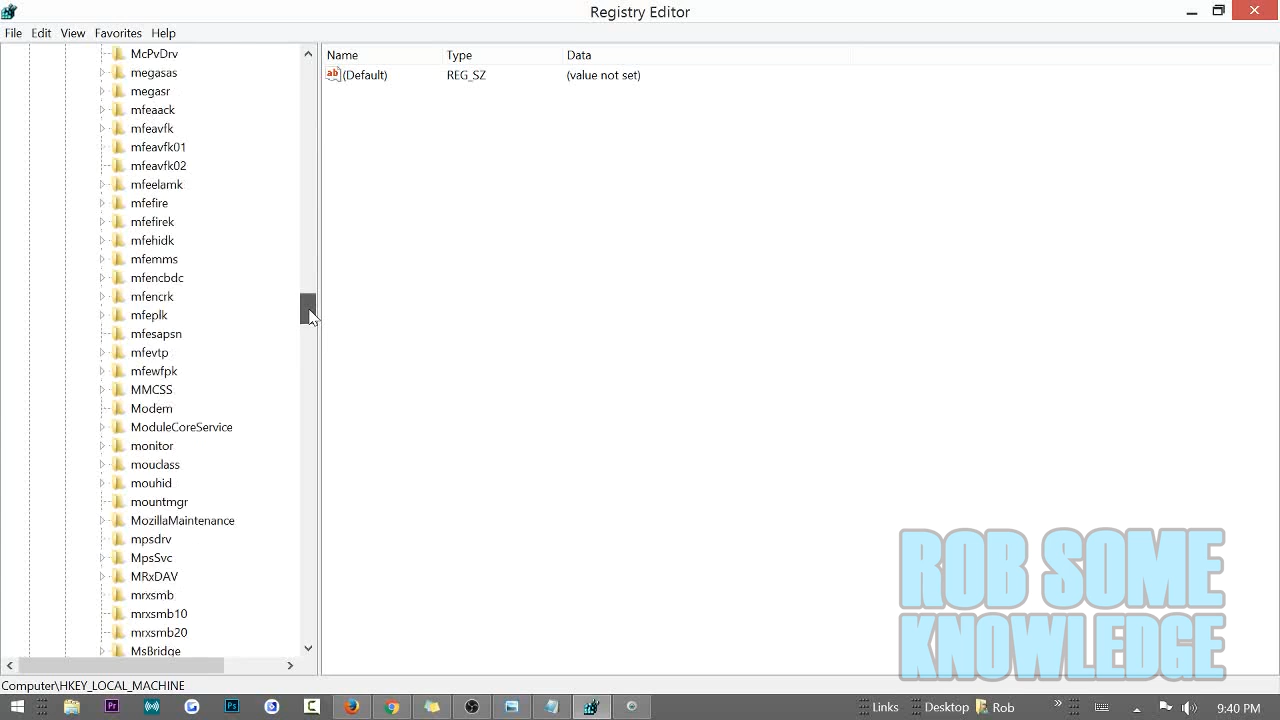 Registry Editor
File Edit View Favorites Help
McPvDrv
megasas
megasr
mfeaack
mfeavfk
mfeavfk01
mfeavfk02
mfeelamk
mfefire
mfefirek
mfehidk
mfemms
mfencbdc
mfencrk
mfeplk
mfesapsn
mfevtp
mfewfpk
MMCSS
Modem
ModuleCoreService
monitor
mouclass
mouhid
mountmgr
MozillaMaintenance
mpsdrv
MpsSvc
MRxDAV
mrxsmb
mrxsmb10
mrxsmb20
MsBridge
Name Type Data
ab (Default) REG_SZ (value not set)
ROB SOME
KNOWLEDGE
Computer\HKEY_LOCAL_MACHINE
Pr Ps Links Desktop Rob 9:40 PM